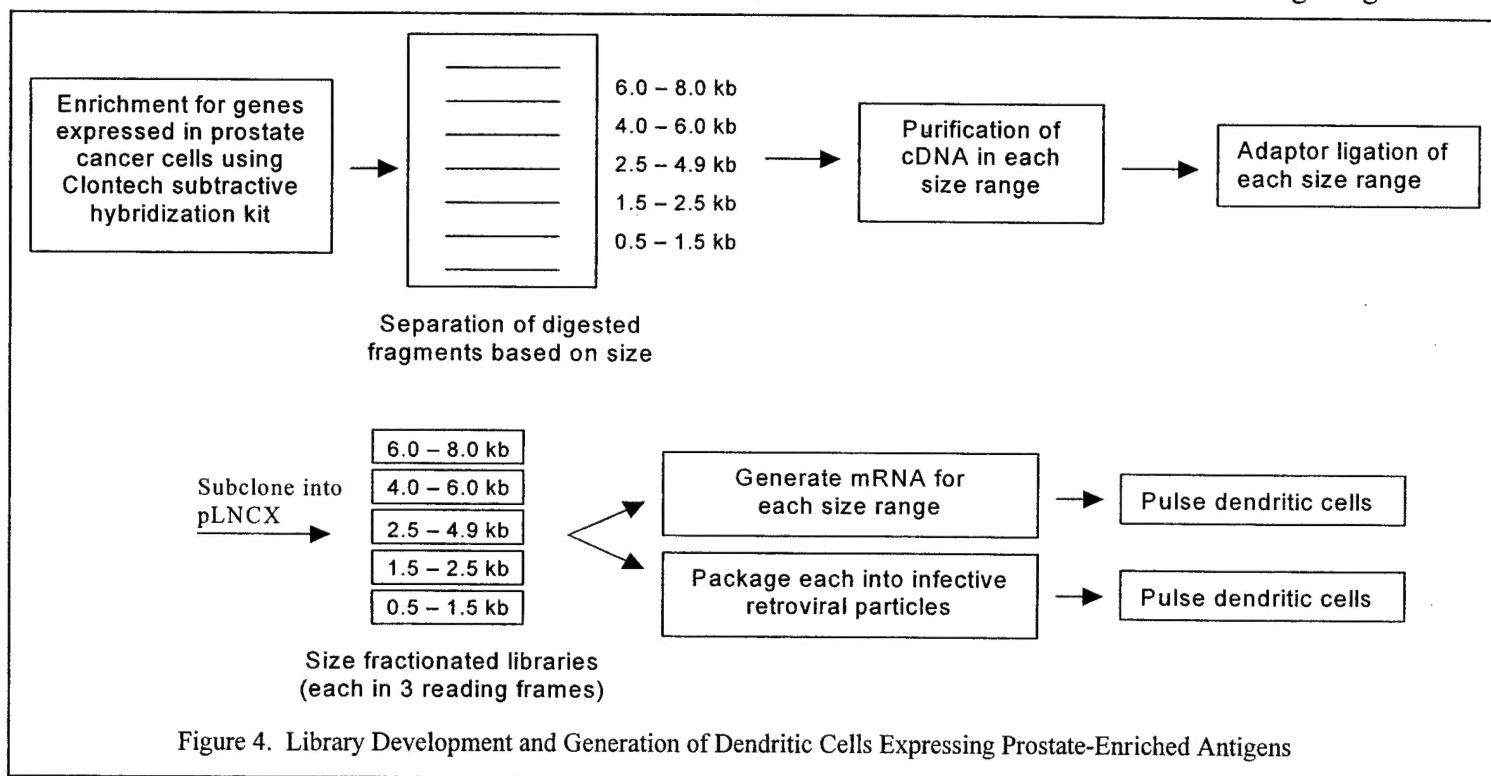 Enrichment for genes
expressed in prostate
cancer cells using
Clontech subtractive
hybridization kit
6.0 – 8.0 kb
4.0 – 6.0 kb
2.5 – 4.9 kb
1.5 – 2.5 kb
0.5 – 1.5 kb
Separation of digested
fragments based on size
Purification of
cDNA in each
size range
Adaptor ligation of
each size range
Subclone into
pLNCX
6.0 – 8.0 kb
4.0 – 6.0 kb
2.5 – 4.9 kb
1.5 – 2.5 kb
0.5 – 1.5 kb
Size fractionated libraries
(each in 3 reading frames)
Generate mRNA for
each size range
Pulse dendritic cells
Package each into infective
retroviral particles
Pulse dendritic cells
Figure 4. Library Development and Generation of Dendritic Cells Expressing Prostate-Enriched Antigens